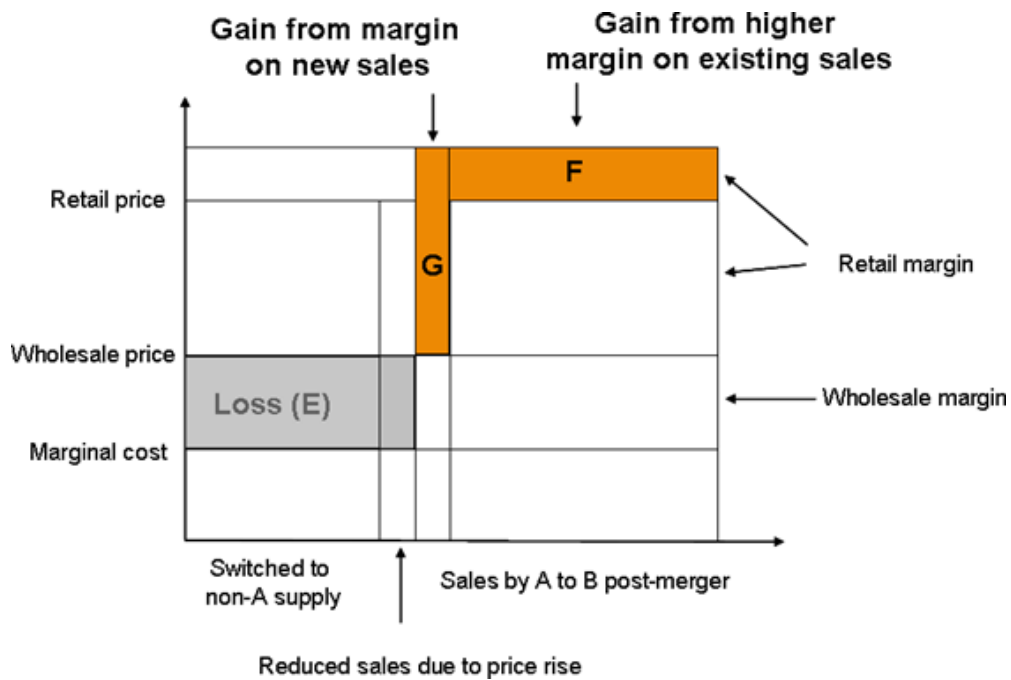 Gain from margin
on new sales
Gain from higher
margin on existing sales
F
Retail price
G
Retail margin
Wholesale price
Loss (E)
Wholesale margin
Marginal cost
Switched to
non-A supply
Sales by A to B post-merger
Reduced sales due to price rise